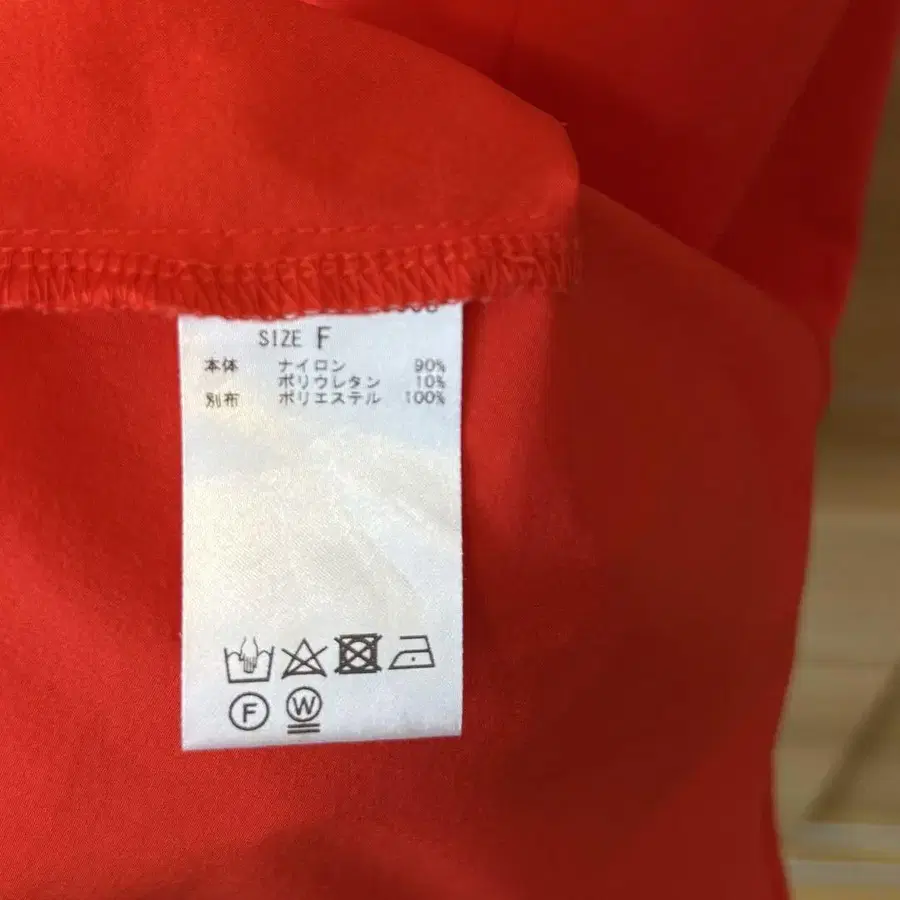 SIZE F
本体 ナイロン 90%
ポリウレタン 10%
別布 ポリエステル 100%
F W